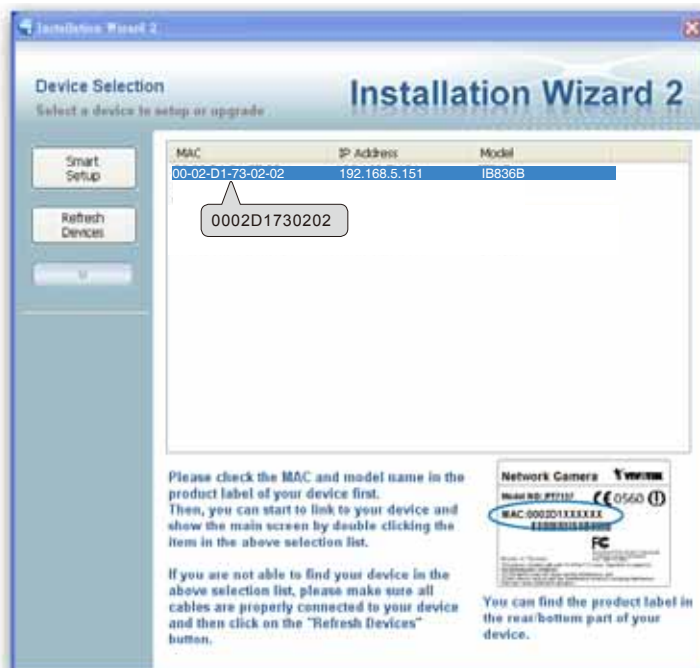 Installation Wizard 2
Device Selection
Select a device to setup or upgrade
Installation Wizard 2
Smart
Setup
Refresh
Devices
MAC IP Address Model
00-02-D1-73-02-02 192.168.5.151 IB836B
0002D1730202
Please check the MAC and model name in the
product label of your device first.
Then, you can start to link to your device and
show the main screen by double clicking the
item in the above selection list.
If you are not able to find your device in the
above selection list, please make sure all
cables are properly connected to your device
and then click on the "Refresh Devices"
button.
Network Camera VIVOTEK
Model NO: PT7137
CE 0560
MAC:0002D1XXXXXX
FC
You can find the product label in
the rear/bottom part of your
device.